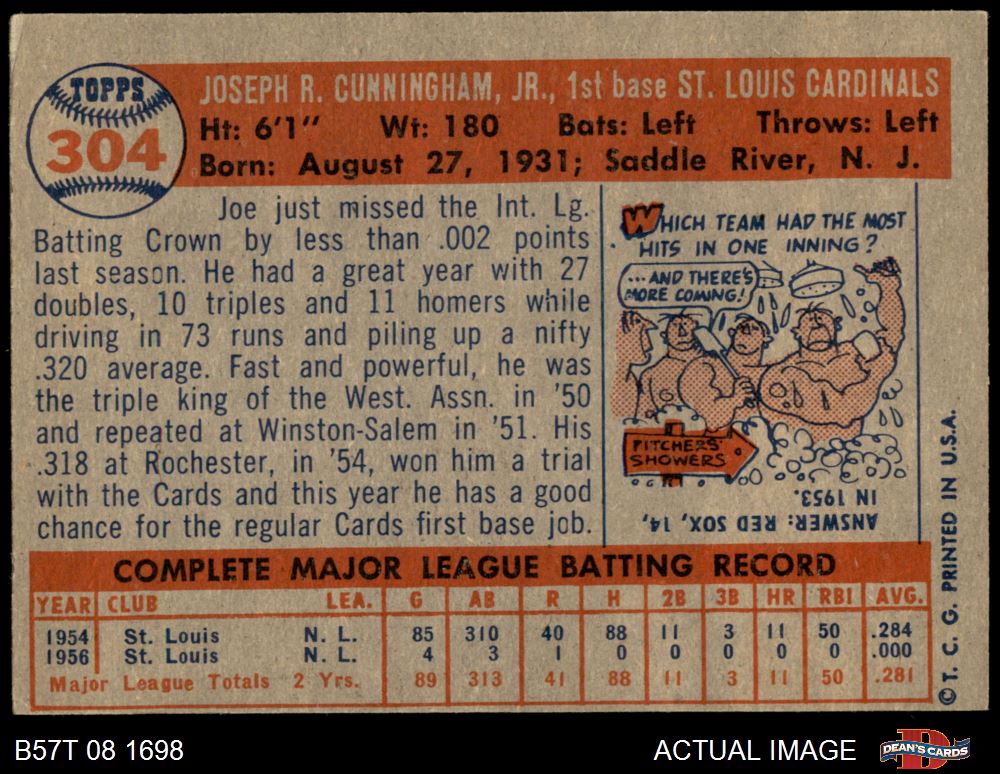 TOPPS
304
JOSEPH R. CUNNINGHAM, JR., 1st base ST. LOUIS CARDINALS
Ht: 6'1" Wt: 180 Bats: Left Throws: Left
Born: August 27, 1931; Saddle River, N. J.
Joe just missed the Int. Lg.
Batting Crown by less than .002 points
last season. He had a great year with 27
doubles, 10 triples and 11 homers while
driving in 73 runs and piling up a nifty
.320 average. Fast and powerful, he was
the triple king of the West. Assn. in '50
and repeated at Winston-Salem in '51. His
.318 at Rochester, in '54, won him a trial
with the Cards and this year he has a good
chance for the regular Cards first base job.
WHICH TEAM HAD THE MOST
HITS IN ONE INNING?
...AND THERE'S
MORE COMING!
PITCHERS'
SHOWERS
ANSWER: RED SOX, 14,
IN 1953.
COMPLETE MAJOR LEAGUE BATTING RECORD
YEAR CLUB LEA. G AB R H 2B 3B HR RBI AVG.
1954 St. Louis N. L. 85 310 40 88 11 3 11 50 .284
1956 St. Louis N. L. 4 3 1 0 0 0 0 0 .000
Major League Totals 2 Yrs. 89 313 41 88 11 3 11 50 .281
© T. C. G. PRINTED IN U.S.A.
B57T 08 1698 ACTUAL IMAGE
DEAN'S CARDS